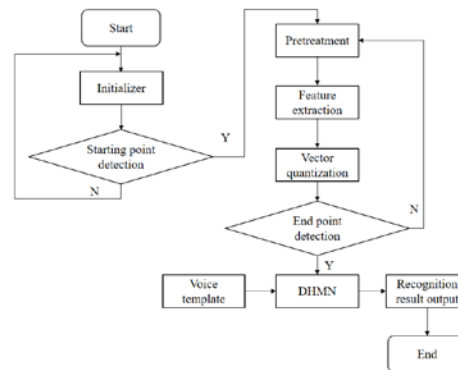 Start
Initializer
Starting point
detection
Y
N
Pretreatment
Feature
extraction
Vector
quantization
End point
detection
N
Y
Voice
template
DHMN
Recognition
result output
End